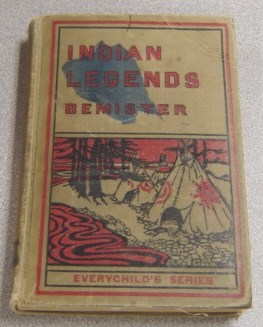 INDIAN
LEGENDS
BEMISTER
EVERYCHILD'S SERIES